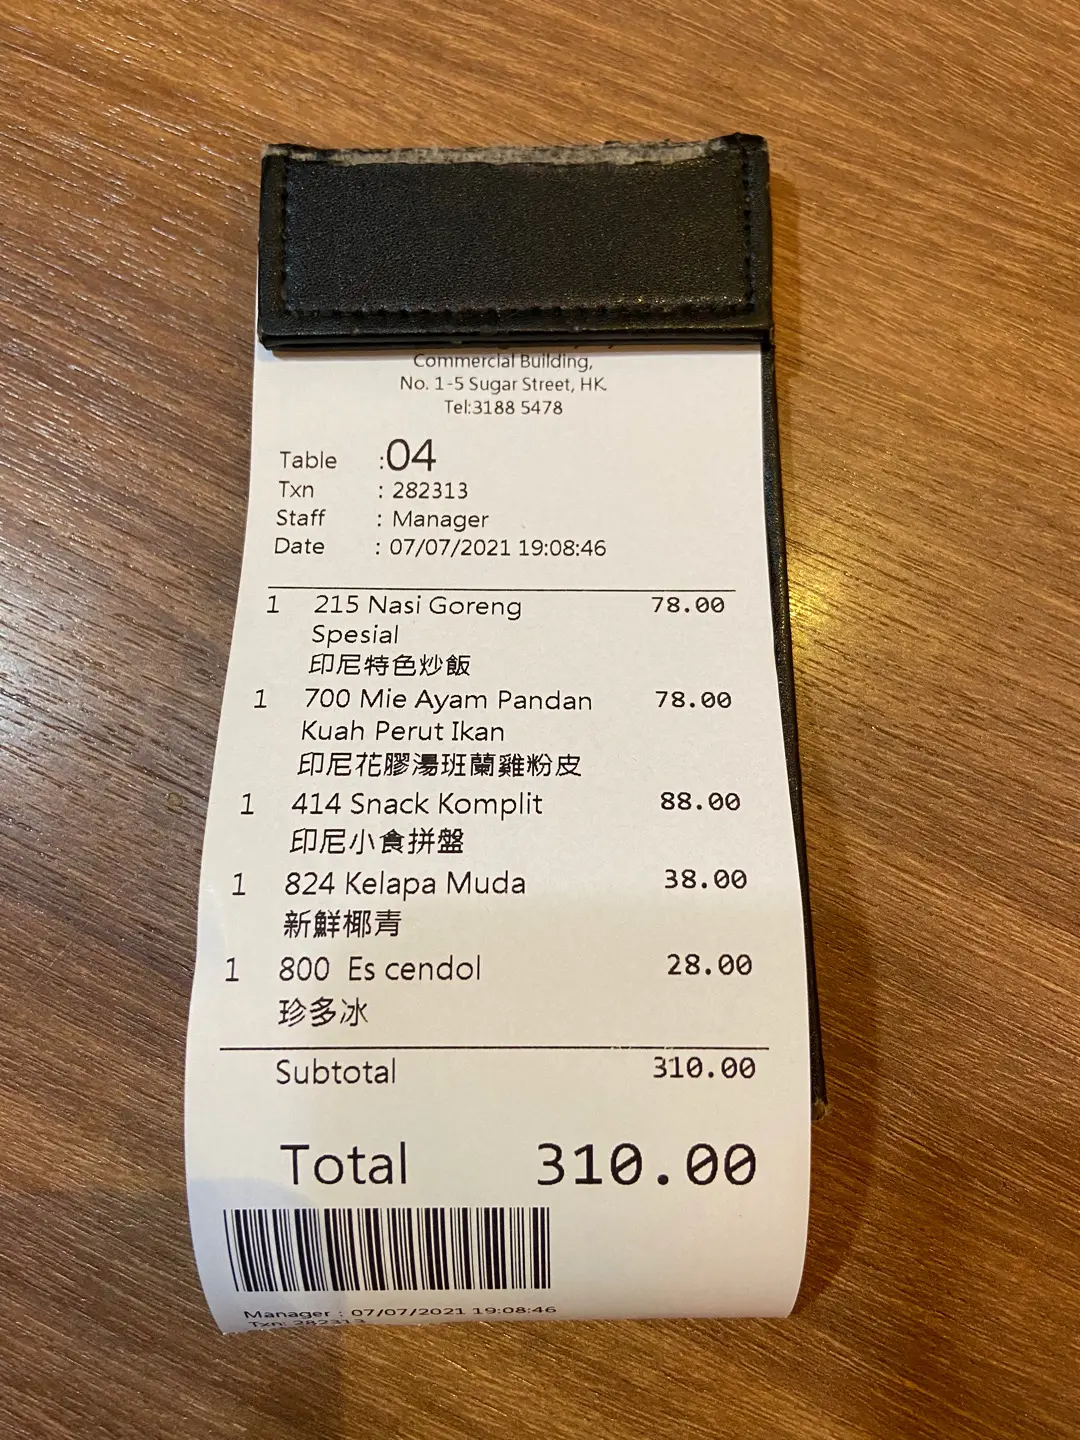 Commercial Building,
No. 1-5 Sugar Street, HK.
Tel:3188 5478
Table :04
Txn : 282313
Staff : Manager
Date : 07/07/2021 19:08:46
1 215 Nasi Goreng 78.00
Spesial
印尼特色炒飯
1 700 Mie Ayam Pandan 78.00
Kuah Perut Ikan
印尼花膠湯班蘭雞粉皮
1 414 Snack Komplit 88.00
印尼小食拼盤
1 824 Kelapa Muda 38.00
新鮮椰青
1 800 Es cendol 28.00
珍多冰
Subtotal 310.00
Total 310.00
Manager : 07/07/2021 19:08:46
Txn: 282313